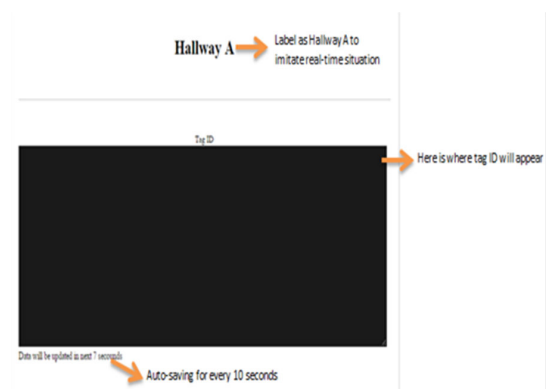 Hallway A
Label as Hallway A to
imitate real-time situation
Tag ID
Here is where tag ID will appear
Data will be updated in next 7 seconds
Auto-saving for every 10 seconds